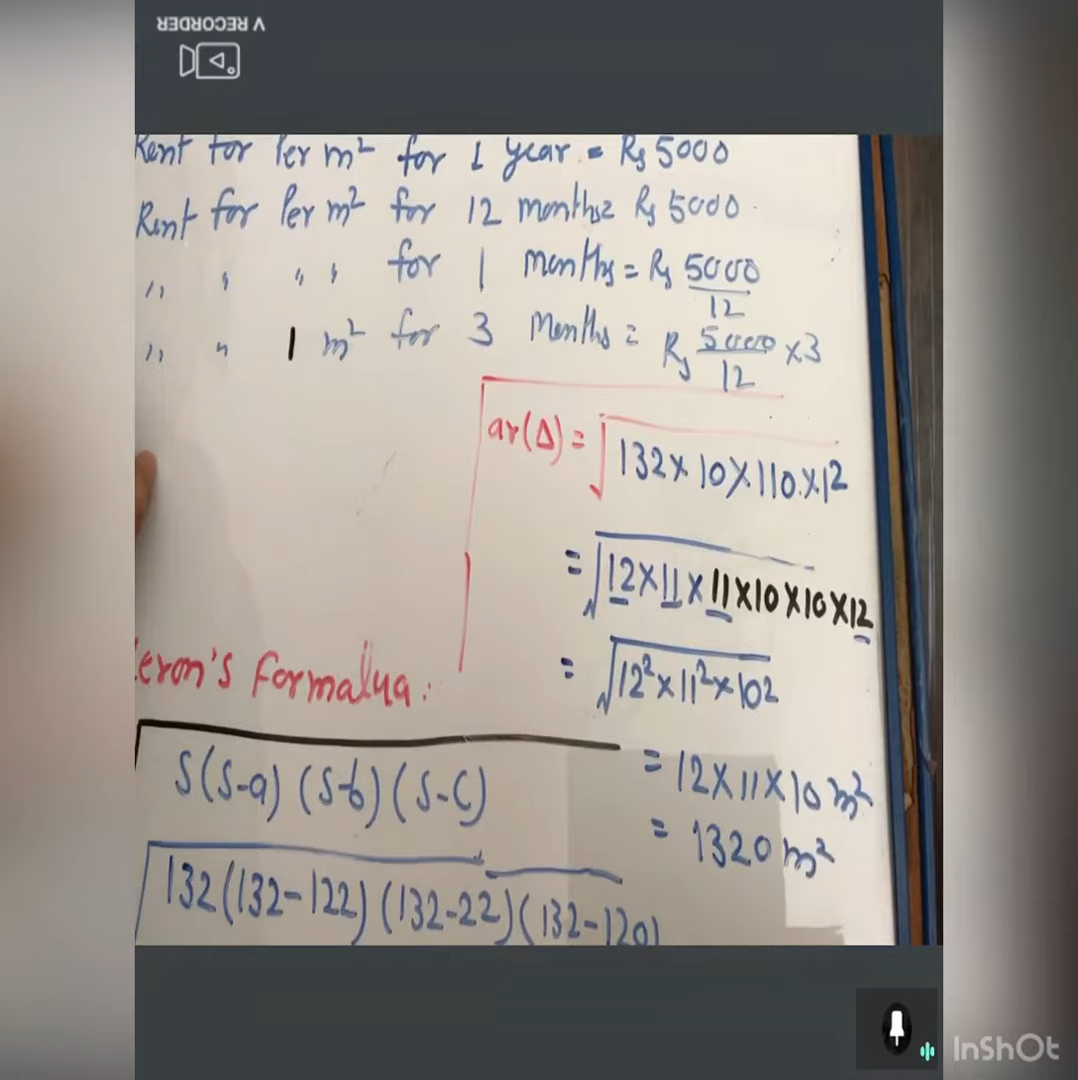 V RECORDER
Rent for Per m² for 1 year = Rs 5000
Rent for Per m² for 12 months = Rs 5000
,, ,, ,, ,, for 1 months = Rs 5000/12
,, ,, 1 m² for 3 Months = Rs 5000/12 ×3
ar(Δ) = √132×10×110×12
= √12×11×11×10×10×12
= √12²×11²×10²
eron's Formalua:
= 12×11×10 m²
S(S-a) (S-b) (S-C)
= 1320 m²
√132(132-122) (132-22) (132-120)
InShOt